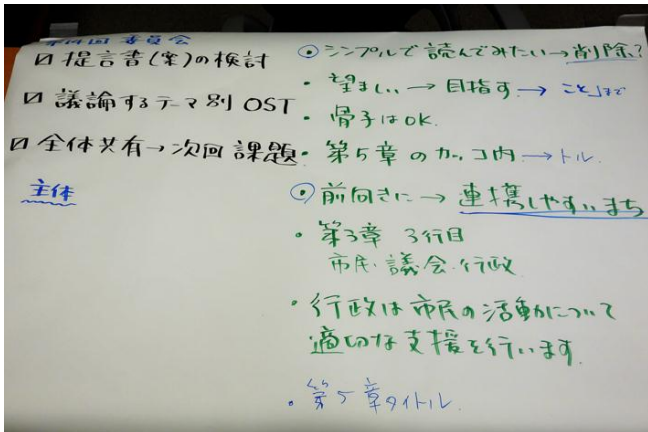 委員会
☑ 提言書(案)の検討
☑ 議論するテーマ別 OST
☑ 全体共有→次回課題
主体
⊙ シンプルで読んでみたい→削除?
・望ましい→目指す→こと」まで
・骨子はOK.
・第5章のカッコ内→トル.
⊙ 前向きに→連携しやすいまち
・第3章 3行目
市民・議会・行政
・行政は市民の活動について
適切な支援を行います.
・第5章タイトル.